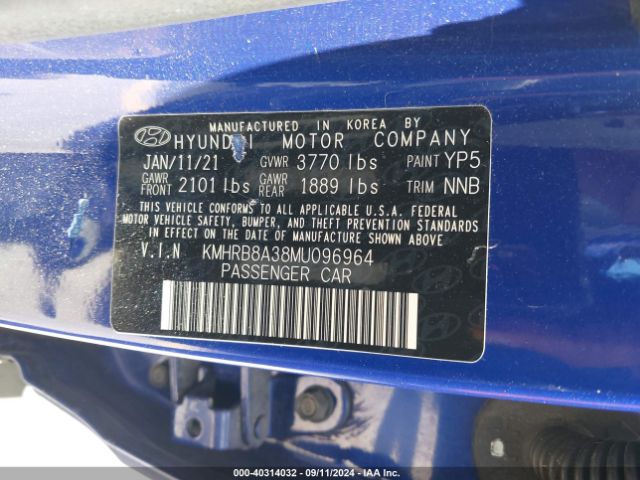 MANUFACTURED IN KOREA BY
HYUNDAI MOTOR COMPANY
JAN/11/21 GVWR 3770 lbs PAINT YP5
GAWR FRONT 2101 lbs GAWR REAR 1889 lbs TRIM NNB
THIS VEHICLE CONFORMS TO ALL APPLICABLE U.S.A. FEDERAL
MOTOR VEHICLE SAFETY, BUMPER, AND THEFT PREVENTION STANDARDS
IN EFFECT ON THE DATE OF MANUFACTURE SHOWN ABOVE
V.I.N KMHRB8A38MU096964
PASSENGER CAR
000-40314032 - 09/11/2024 - IAA Inc.